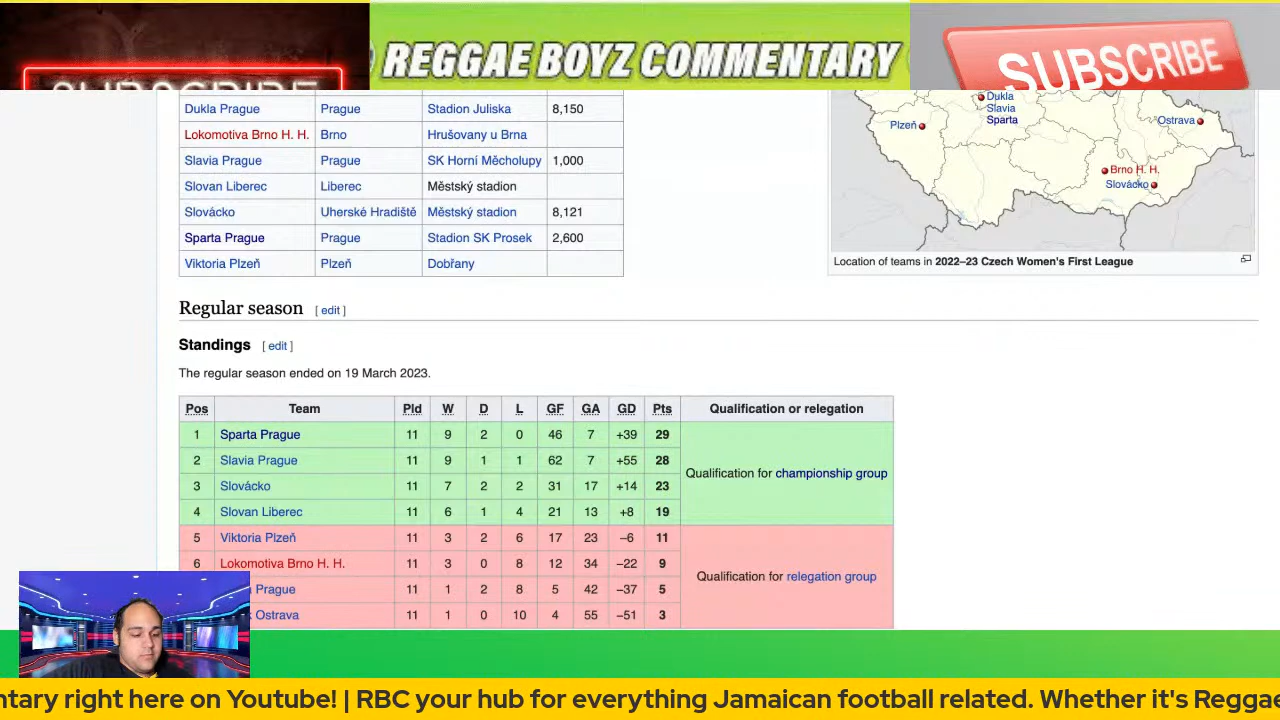 SUBSCRIBE
REGGAE BOYZ COMMENTARY
SUBSCRIBE
Dukla Prague Prague Stadion Juliska 8,150
Lokomotiva Brno H. H. Brno Hrušovany u Brna
Slavia Prague Prague SK Horní Měcholupy 1,000
Slovan Liberec Liberec Městský stadion
Slovácko Uherské Hradiště Městský stadion 8,121
Sparta Prague Prague Stadion SK Prosek 2,600
Viktoria Plzeň Plzeň Dobřany
Dukla
Slavia
Sparta
Plzeň
Ostrava
Brno H. H.
Slovácko
Location of teams in 2022–23 Czech Women's First League
Regular season [ edit ]
Standings [ edit ]
The regular season ended on 19 March 2023.
Pos Team Pld W D L GF GA GD Pts Qualification or relegation
1 Sparta Prague 11 9 2 0 46 7 +39 29
2 Slavia Prague 11 9 1 1 62 7 +55 28
Qualification for championship group
3 Slovácko 11 7 2 2 31 17 +14 23
4 Slovan Liberec 11 6 1 4 21 13 +8 19
5 Viktoria Plzeň 11 3 2 6 17 23 –6 11
6 Lokomotiva Brno H. H. 11 3 0 8 12 34 –22 9
Qualification for relegation group
Prague 11 1 2 8 5 42 –37 5
Ostrava 11 1 0 10 4 55 –51 3
ntary right here on Youtube! | RBC your hub for everything Jamaican football related. Whether it's Reggae